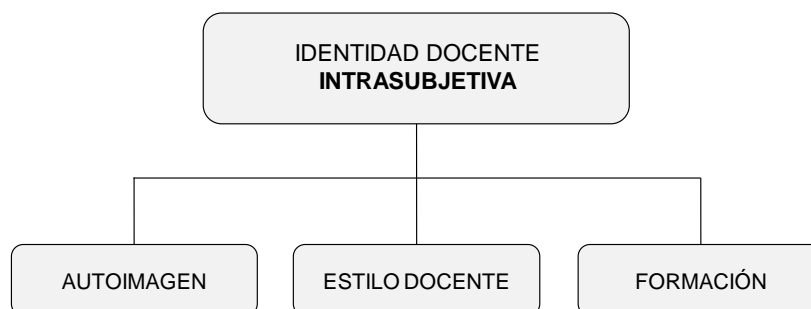 IDENTIDAD DOCENTE
INTRASUBJETIVA
AUTOIMAGEN
ESTILO DOCENTE
FORMACIÓN